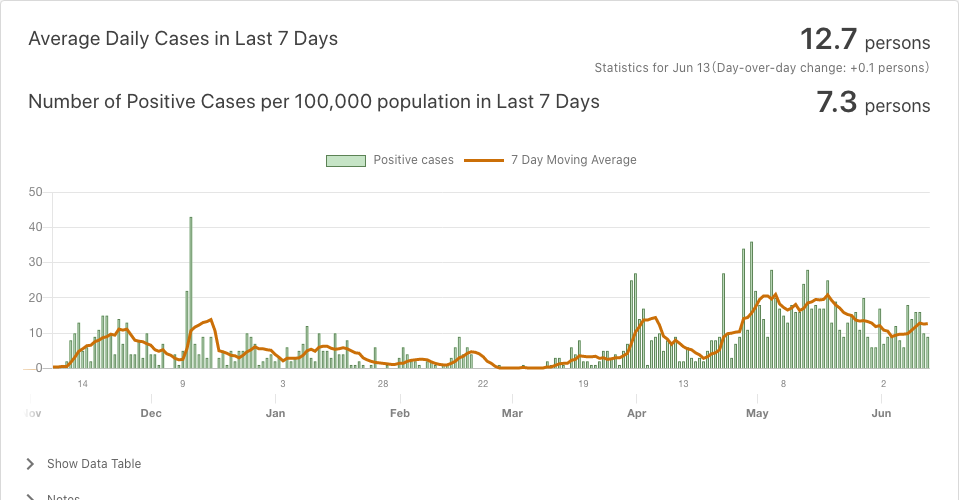 Average Daily Cases in Last 7 Days
12.7 persons
Statistics for Jun 13(Day-over-day change: +0.1 persons)
Number of Positive Cases per 100,000 population in Last 7 Days
7.3 persons
Positive cases 7 Day Moving Average
50
40
30
20
10
0
14 9 3 28 22 19 13 8 2
Dec Jan Feb Mar Apr May Jun
Show Data Table
Notes